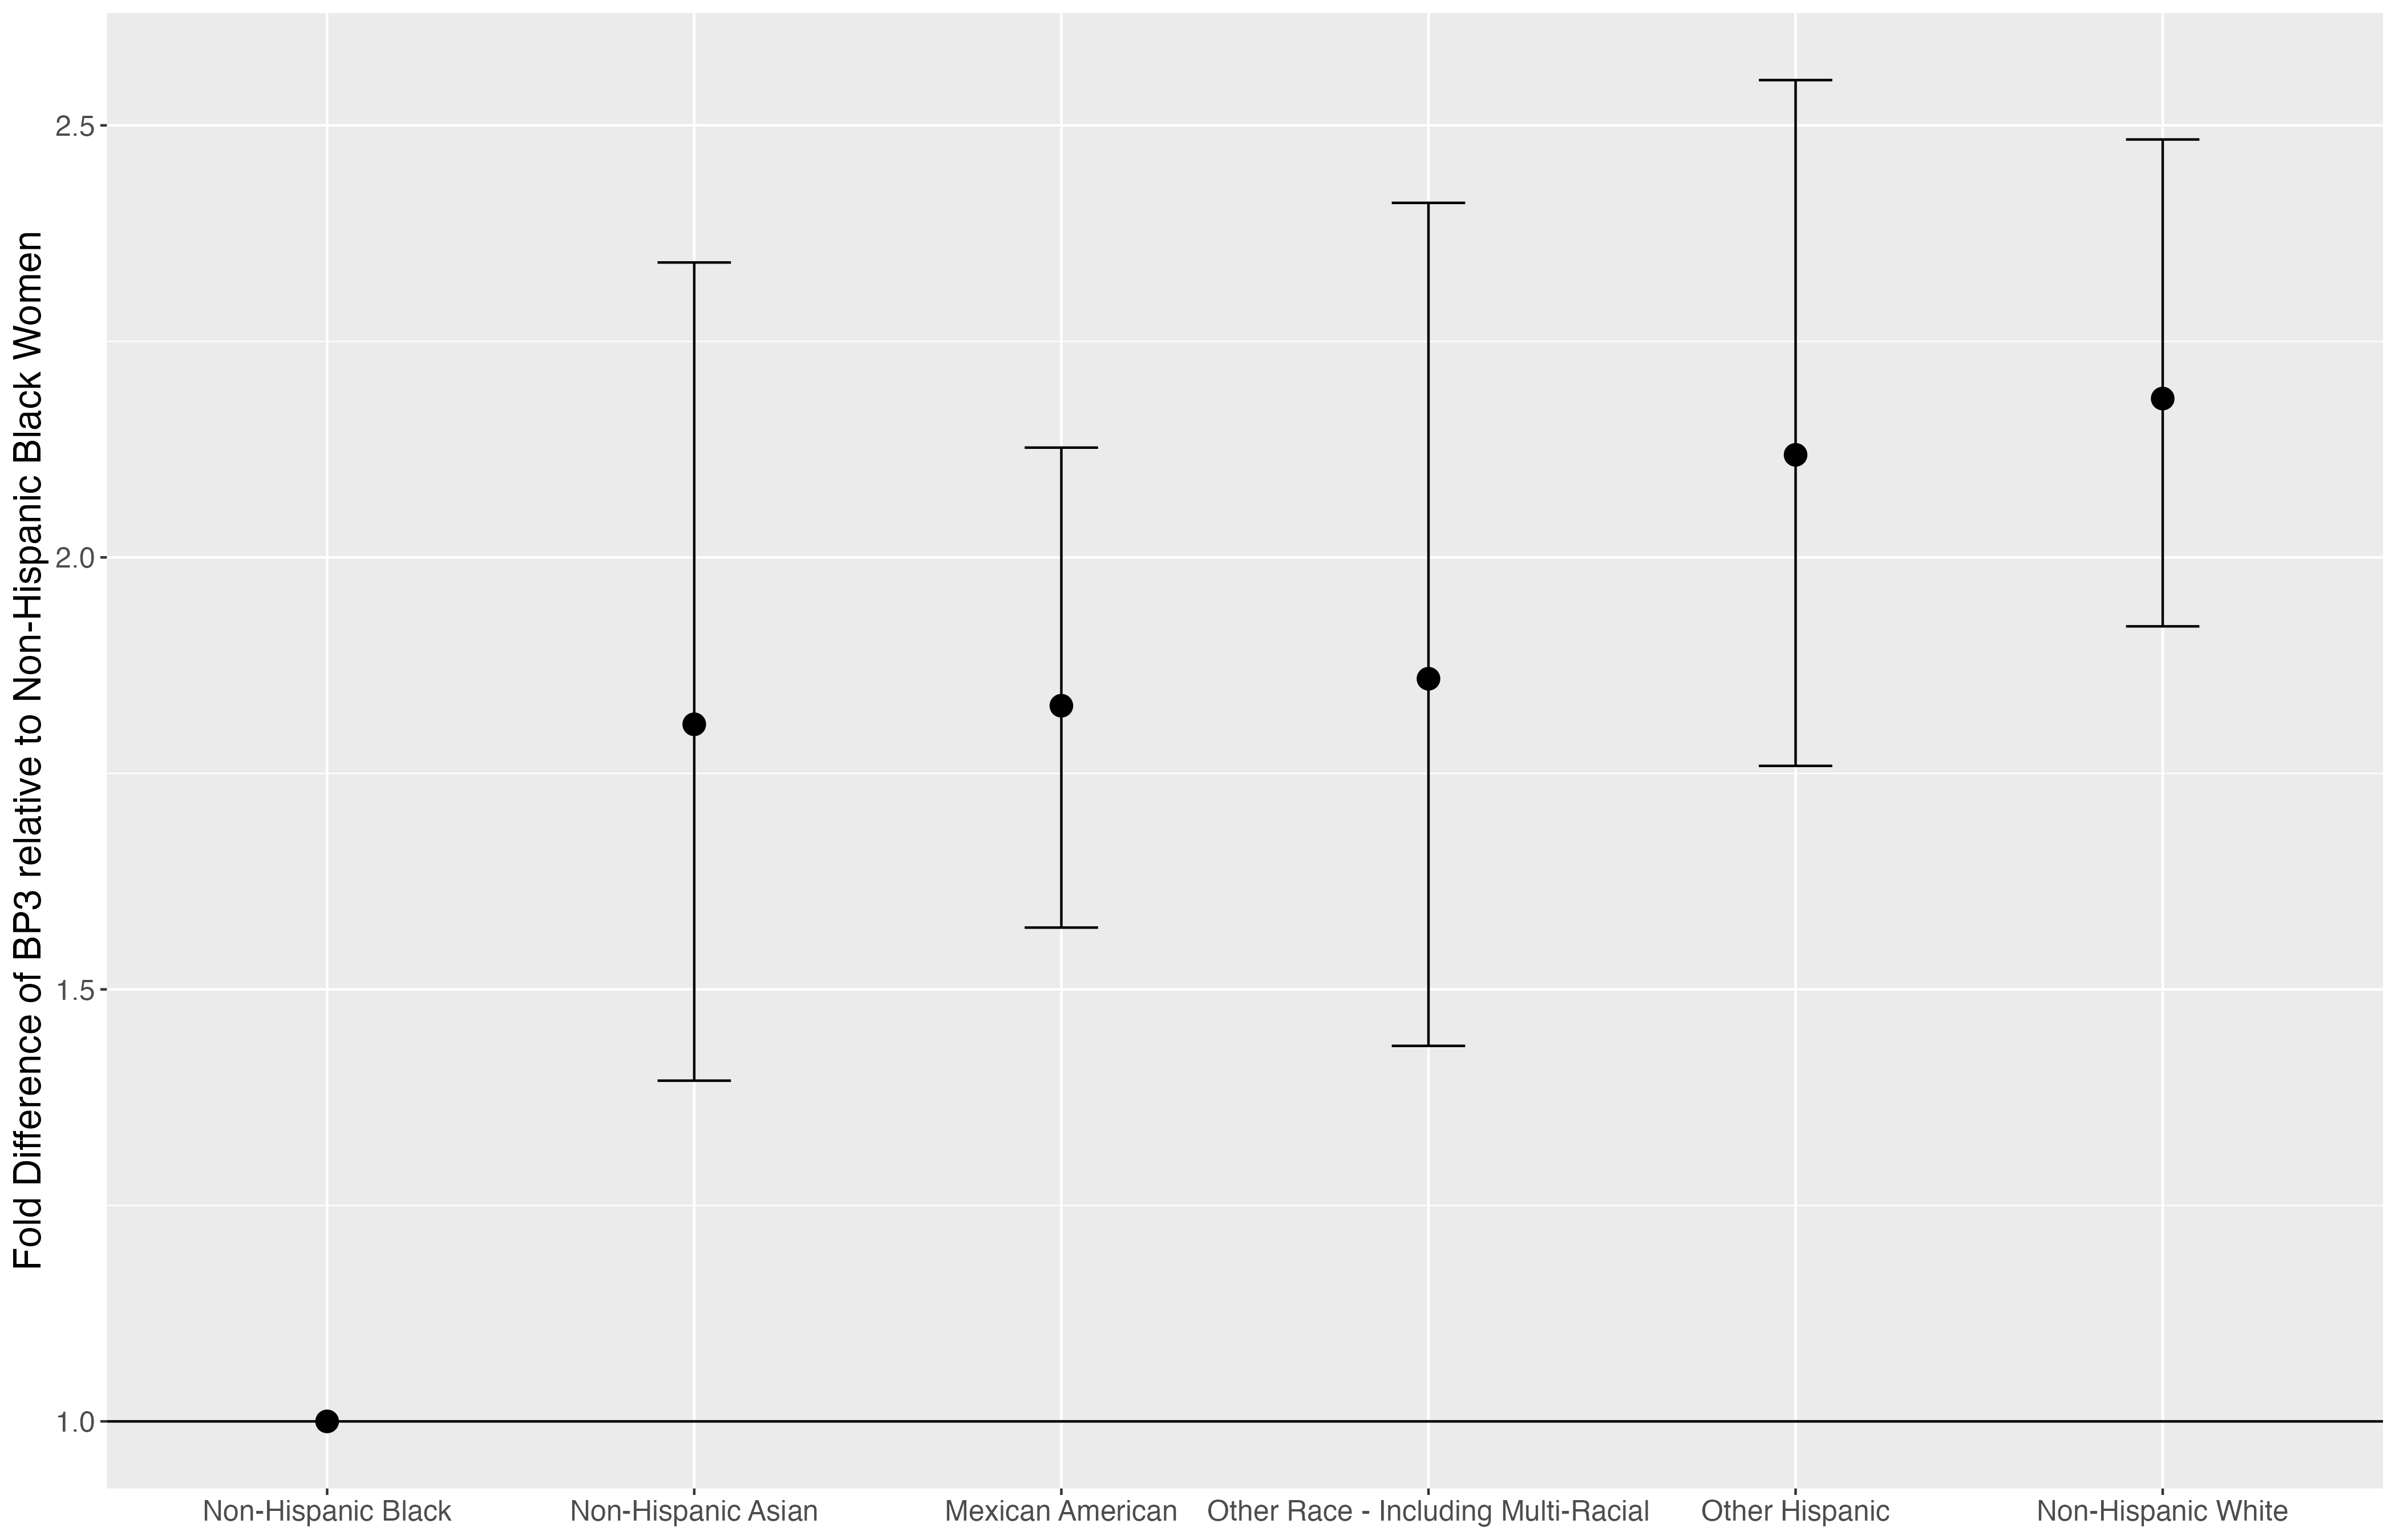 Fold Difference of BP3 relative to Non-Hispanic Black Women
2.5
2.0
1.5
1.0
Non-Hispanic Black
Non-Hispanic Asian
Mexican American
Other Race - Including Multi-Racial
Other Hispanic
Non-Hispanic White